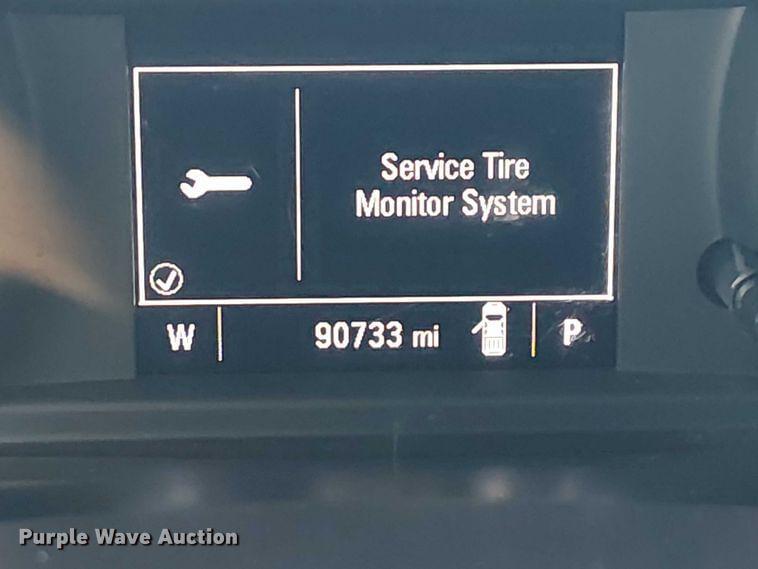 Service Tire
Monitor System
W
90733 mi
P
Purple Wave Auction